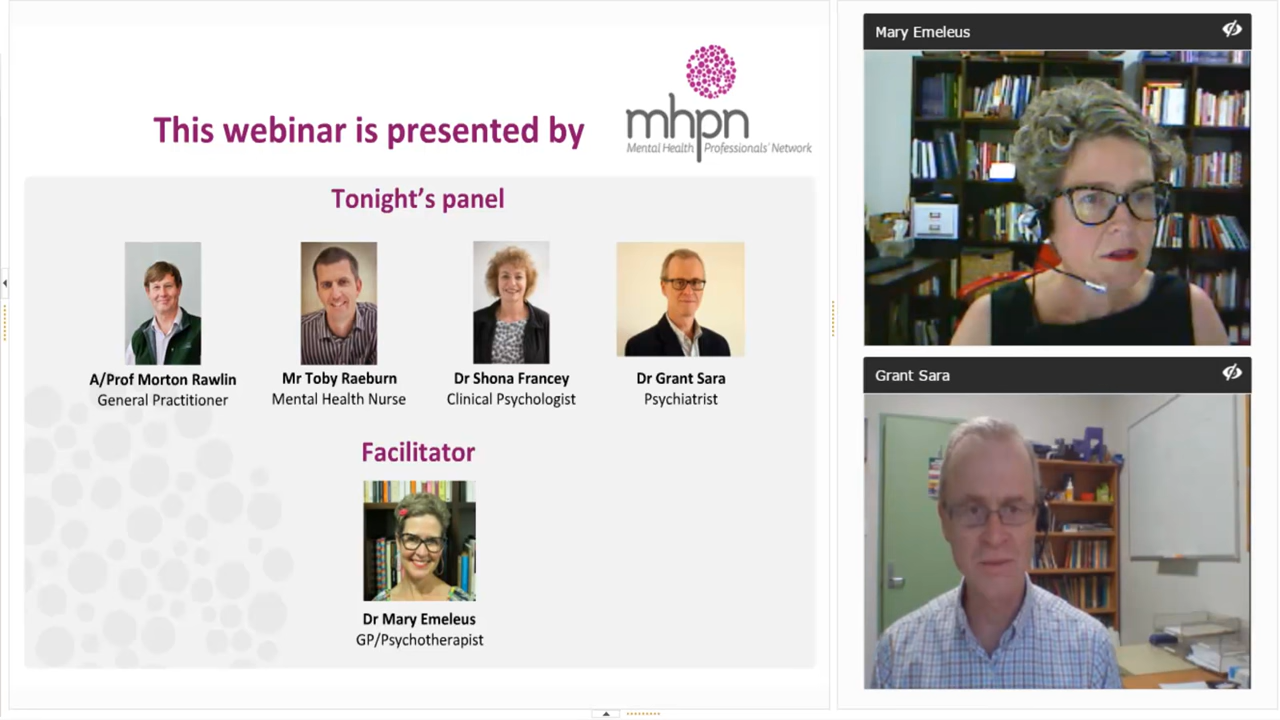 This webinar is presented by
mhpn
Mental Health Professionals' Network
Tonight's panel
A/Prof Morton Rawlin
General Practitioner
Mr Toby Raeburn
Mental Health Nurse
Dr Shona Francey
Clinical Psychologist
Dr Grant Sara
Psychiatrist
Facilitator
Dr Mary Emeleus
GP/Psychotherapist
Mary Emeleus
Grant Sara